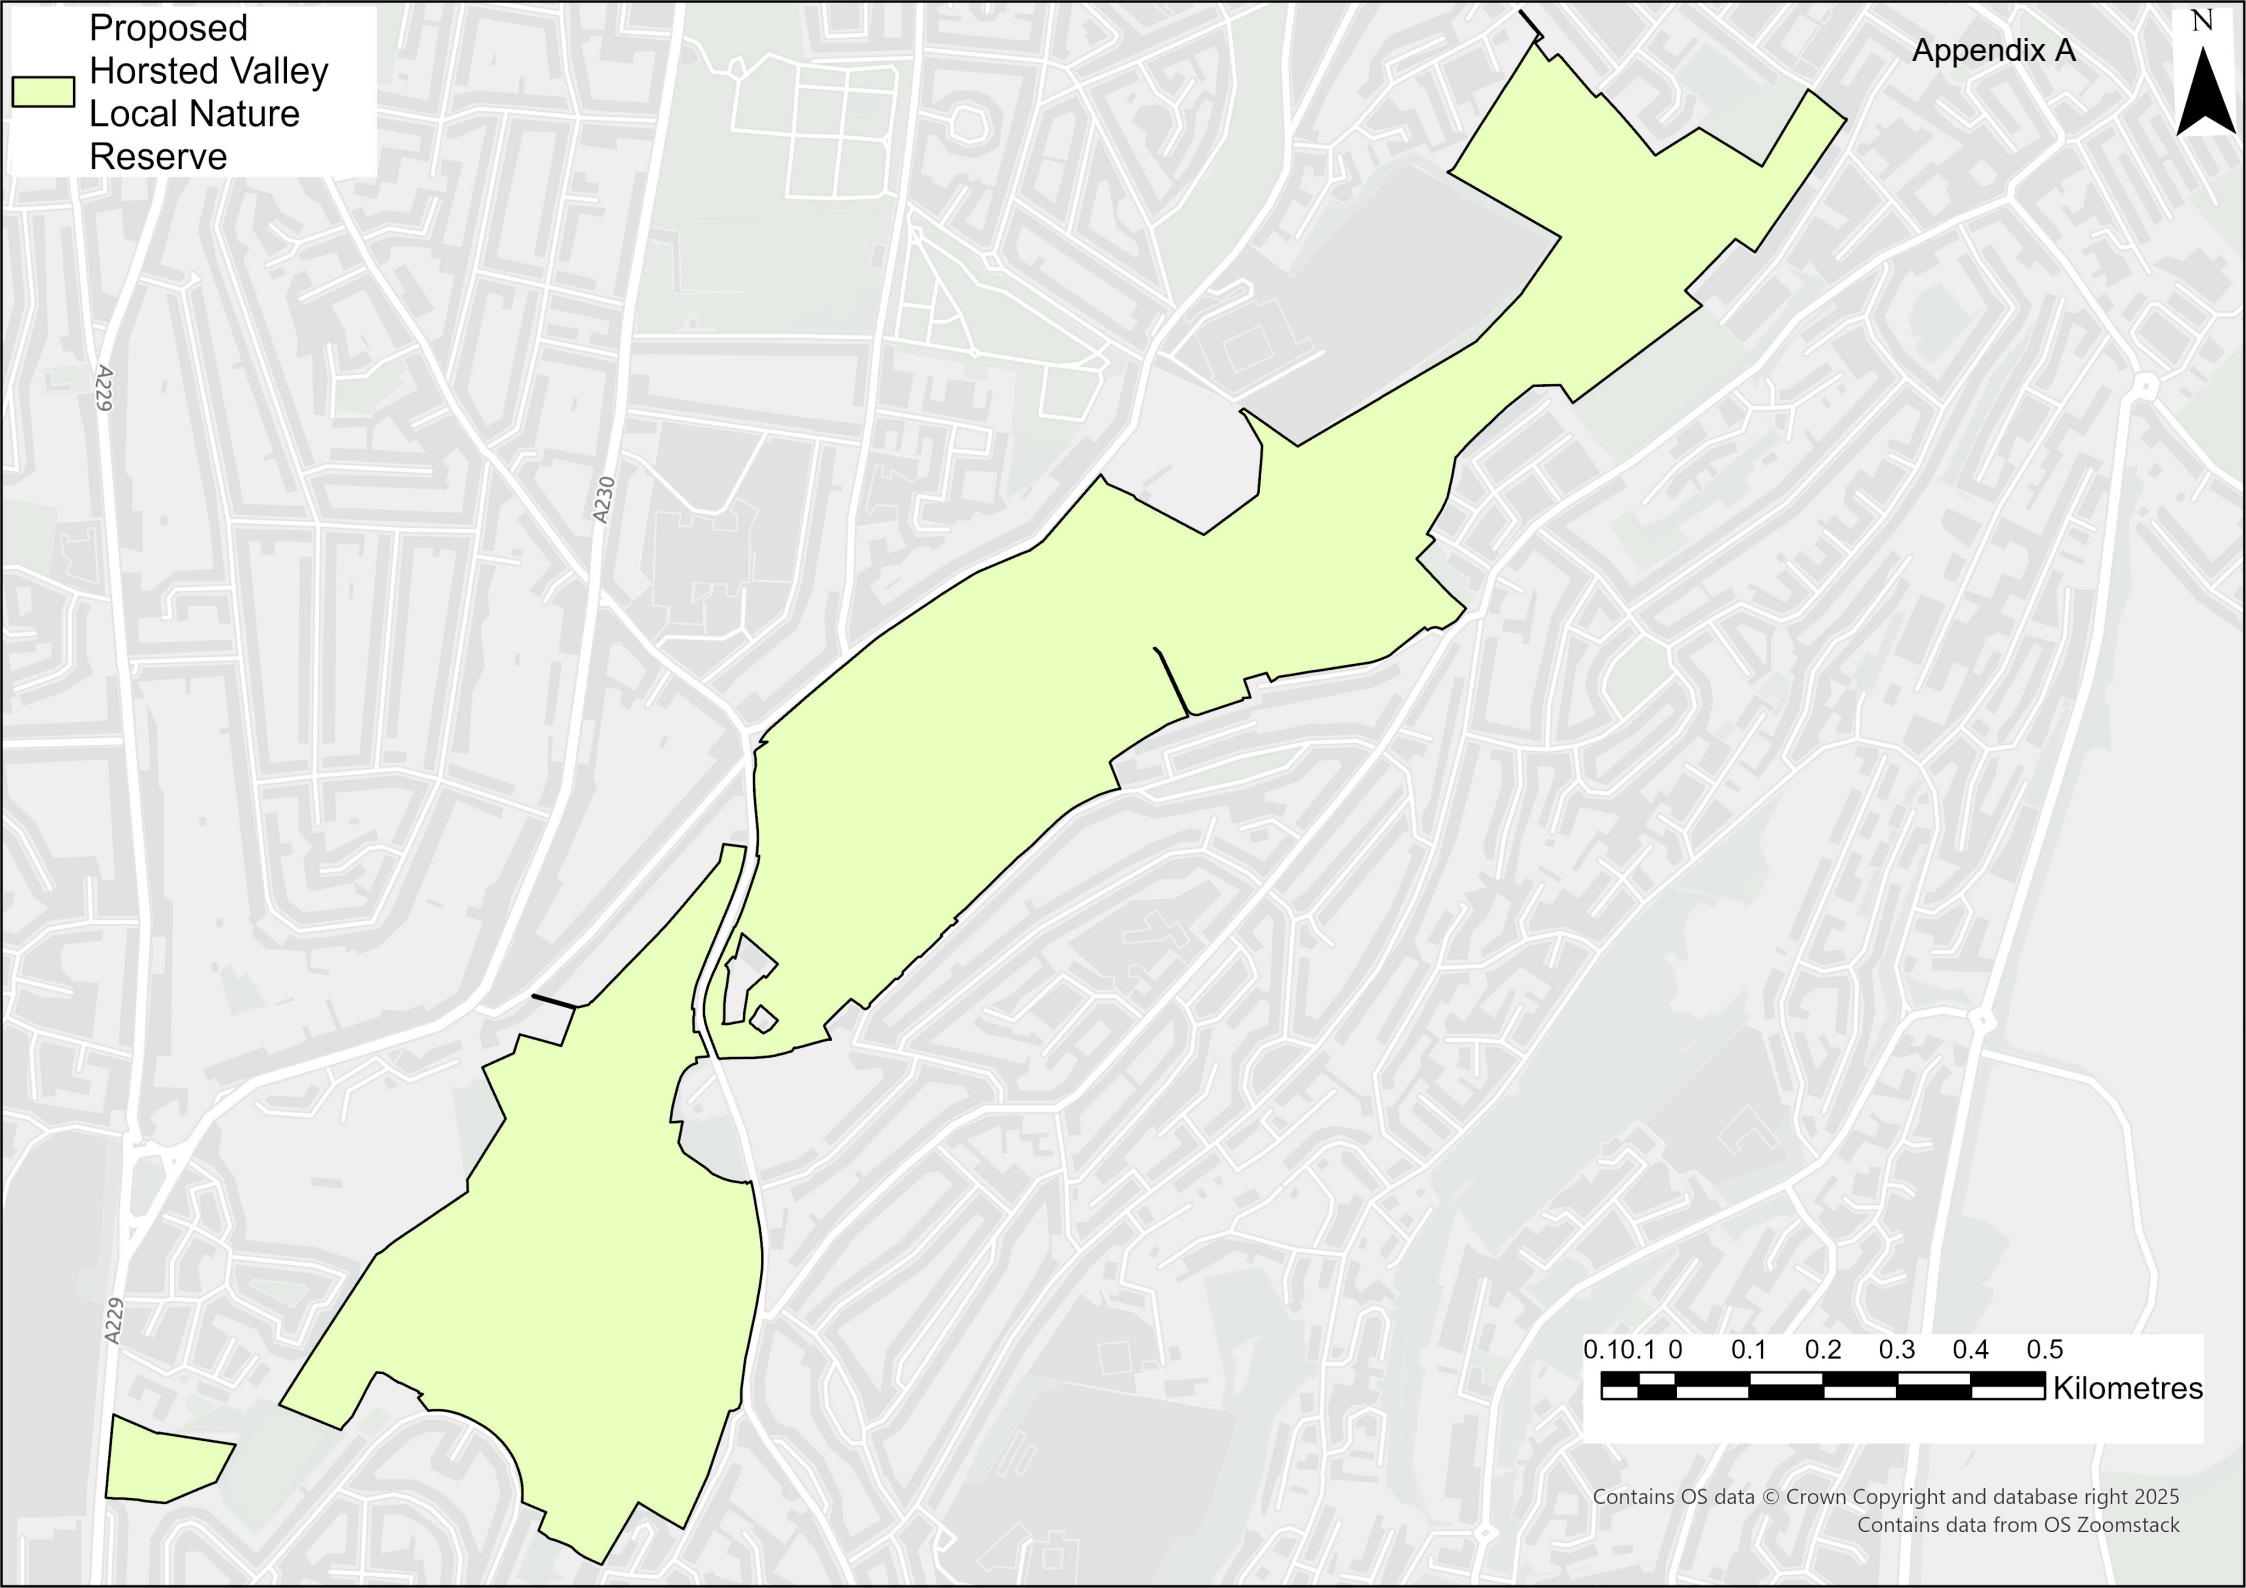 Proposed
Horsted Valley
Local Nature
Reserve
Appendix A
N
A229
A230
A229
0.10.1 0 0.1 0.2 0.3 0.4 0.5
Kilometres
Contains OS data © Crown Copyright and database right 2025
Contains data from OS Zoomstack